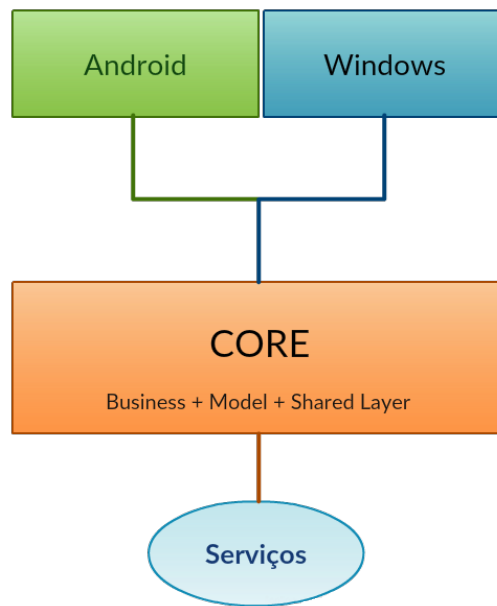 Android
Windows
CORE
Business + Model + Shared Layer
Serviços